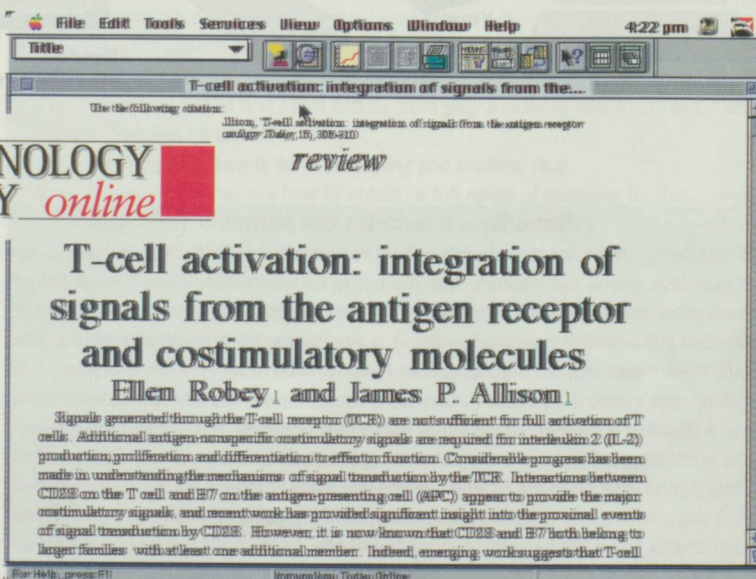 File Edit Tools Services View Options Window Help 4:22 pm
Title
T-cell activation: integration of signals from the....
Use the following citation:
Allison, T-cell activation: integration of signals from the antigen receptor
16, 306-310
NOLOGY
Y online
review
T-cell activation: integration of
signals from the antigen receptor
and costimulatory molecules
Ellen Robey1 and James P. Allison1
Signals generated through the T-cell receptor (TCR) are not sufficient for full activation of T
cells. Additional antigen-nonspecific costimulatory signals are required for interleukin 2 (IL-2)
production, proliferation and differentiation to effector function. Considerable progress has been
made in understanding the mechanisms of signal transduction by the TCR. Interactions between
CD28 on the T cell and B7 on the antigen-presenting cell (APC) appear to provide the major
costimulatory signals, and recent work has provided significant insight into the proximal events
of signal transduction by CD28. However, it is now known that CD28 and B7 both belong to
larger families with at least one additional member. Indeed, emerging work suggests that T-cell
For Help, press F1
Immunology Today Online